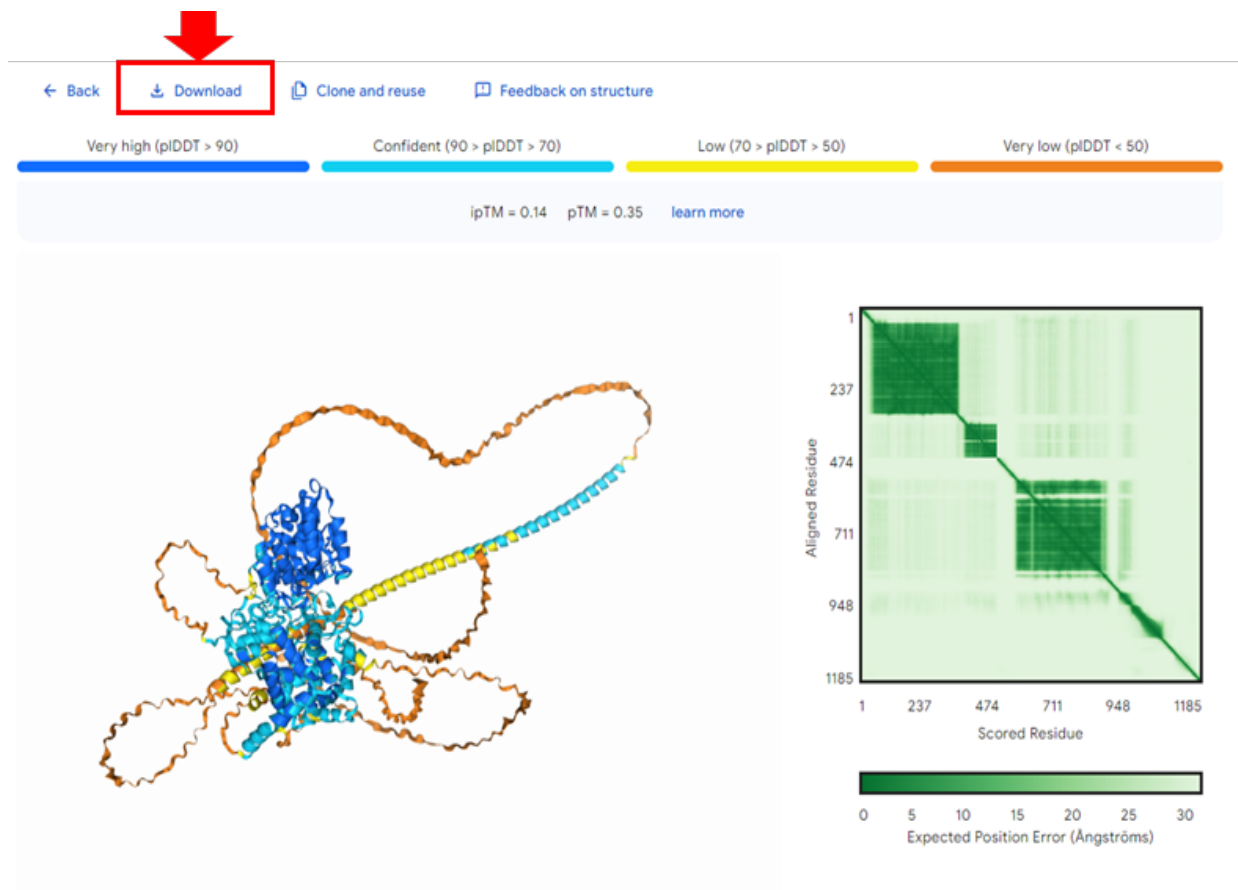 Back Download Clone and reuse Feedback on structure
Very high (plDDT > 90) Confident (90 > plDDT > 70) Low (70 > plDDT > 50) Very low (plDDT < 50)
ipTM = 0.14 pTM = 0.35 learn more
1
237
474
711
948
1185
Aligned Residue
1 237 474 711 948 1185
Scored Residue
0 5 10 15 20 25 30
Expected Position Error (Ångströms)